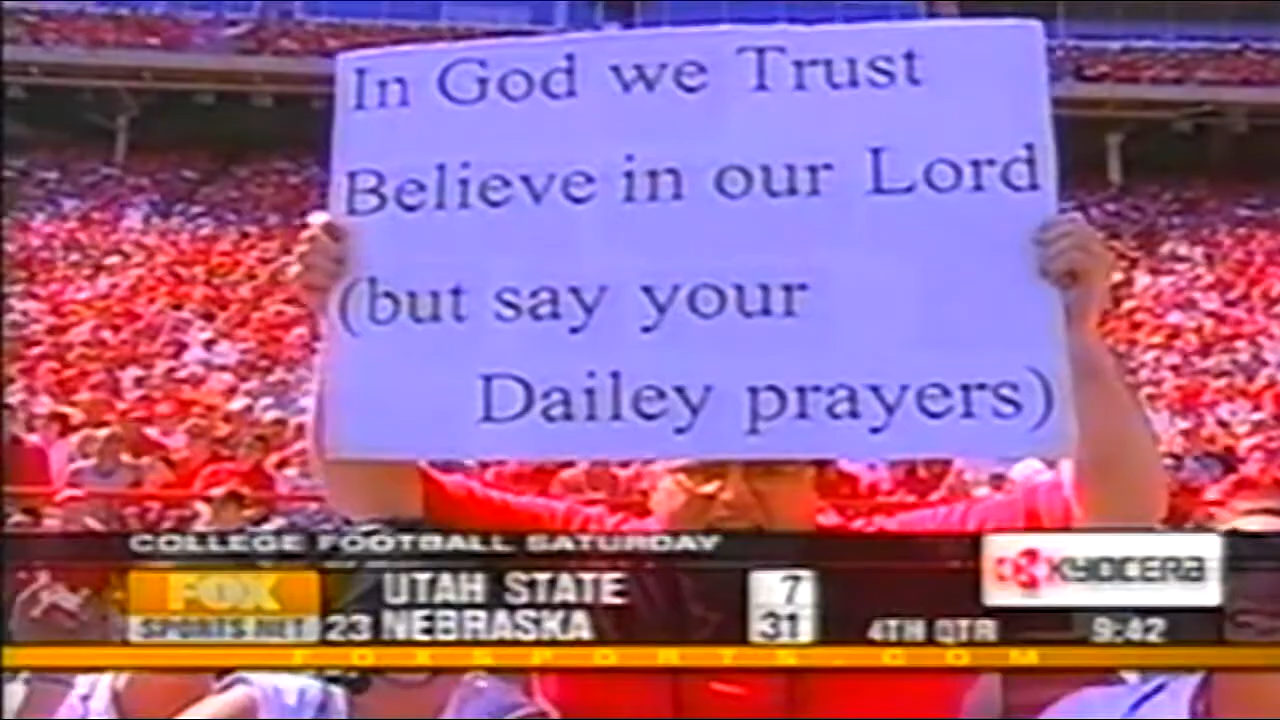 In God we Trust
Believe in our Lord
(but say your
Dailey prayers)
COLLEGE FOOTBALL SATURDAY
FOX
SPORTS NET
UTAH STATE 7
23 NEBRASKA 31
4TH QTR 9:42
KYOCERA
FOXSPORTS.COM